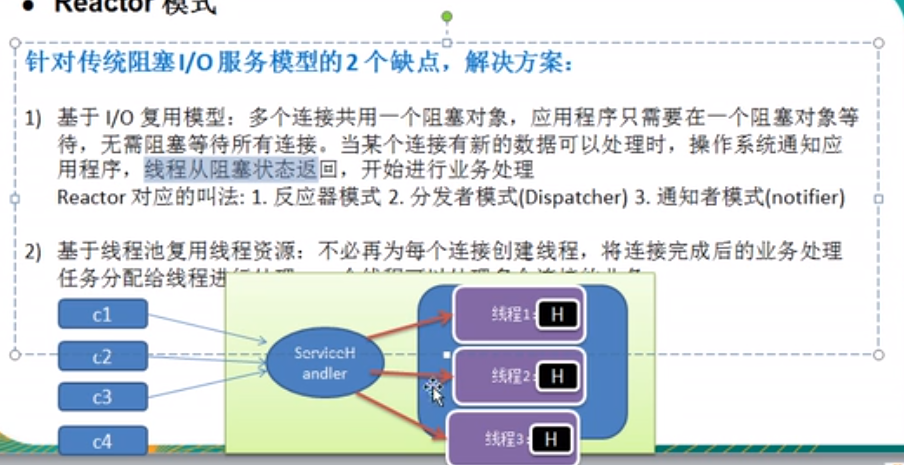 ● Reactor 模式
针对传统阻塞I/O服务模型的2个缺点，解决方案：
1) 基于 I/O 复用模型：多个连接共用一个阻塞对象，应用程序只需要在一个阻塞对象等
待，无需阻塞等待所有连接。当某个连接有新的数据可以处理时，操作系统通知应
用程序，线程从阻塞状态返回，开始进行业务处理
Reactor 对应的叫法: 1. 反应器模式 2. 分发者模式(Dispatcher) 3. 通知者模式(notifier)
2) 基于线程池复用线程资源：不必再为每个连接创建线程，将连接完成后的业务处理
任务分配给线程进行处理
c1
c2
c3
c4
ServiceH
andler
线程1: H
线程2: H
线程3: H